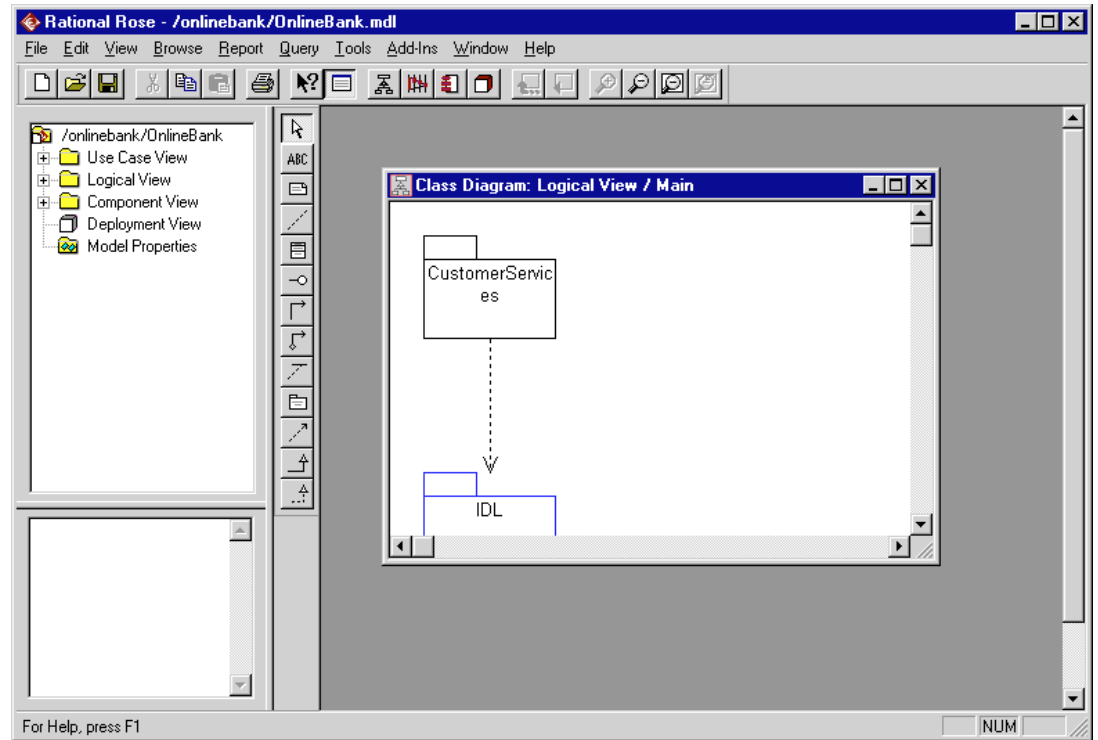 Rational Rose - /onlinebank/OnlineBank.mdl
File Edit View Browse Report Query Tools Add-Ins Window Help
/onlinebank/OnlineBank
Use Case View
Logical View
Component View
Deployment View
Model Properties
ABC
Class Diagram: Logical View / Main
CustomerServic
es
IDL
For Help, press F1
NUM